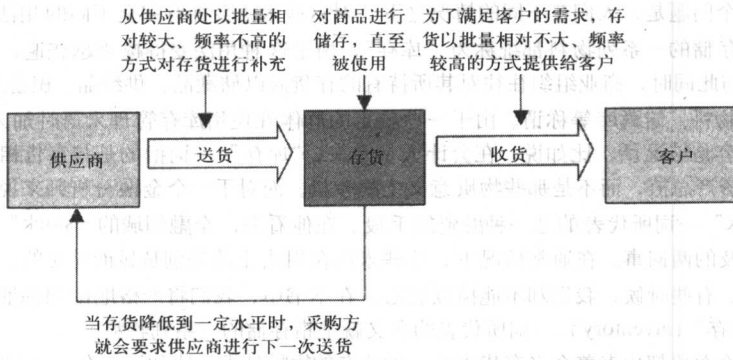 从供应商处以批量相
对较大、频率不高的
方式对存货进行补充
对商品进行
储存，直至
被使用
为了满足客户的需求，存
货以批量相对不大、频率
较高的方式提供给客户
供应商
送货
存货
收货
客户
当存货降低到一定水平时，采购方
就会要求供应商进行下一次送货